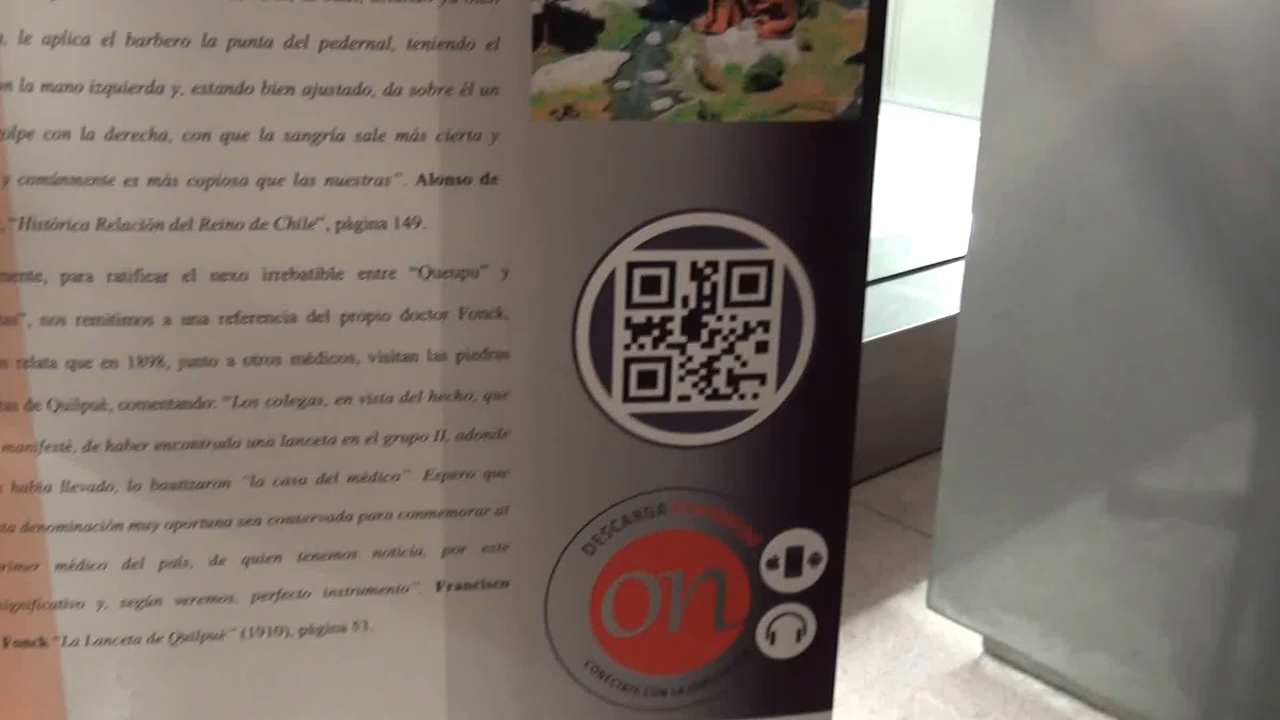 le aplica el barbero la punta del pedernal, teniendo el
la mano izquierda y, estando bien ajustado, da sobre él un
con la derecha, con que la sangría sale más cierta y
y comúnmente es más copiosa que las nuestras". Alonso de
"Histórica Relación del Reino de Chile", página 149.
para ratificar el nexo irrebatible entre "Queupu" y
nos remitimos a una referencia del propio doctor Fonck,
relata que en 1898, junto a otros médicos, visitan las piedras
de Quilpué, comentando: "Los colegas, en vista del hecho, que
manifesté, de haber encontrado una lanceta en el grupo II, adonde
había llevado, lo bautizaron "la casa del médico". Espero que
denominación muy oportuna sea conservada para conmemorar al
médico del país, de quien tenemos noticia, por este
significativo y, según veremos, perfecto instrumento". Francisco
Fonck "La Lanceta de Quilpué" (1910), página 53.
DESCARGA
on
CONÉCTATE CON LA